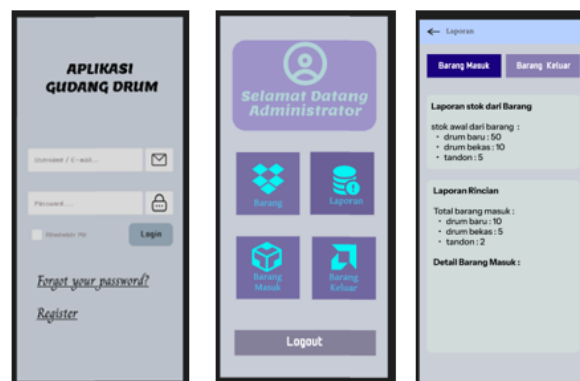 APLIKASI
GUDANG DRUM
Password....
Login
Forgot your password?
Register
Selamat Datang
Administrator
Barang
Laporan
Barang
Masuk
Barang
Keluar
Logout
Laporan
Barang Masuk
Barang Keluar
Laporan stok dari Barang
stok awal dari barang :
• drum baru : 50
• drum bekas : 10
• tandon : 5
Laporan Rincian
Total barang masuk :
• drum baru : 10
• drum bekas : 5
• tandon : 2
Detail Barang Masuk :